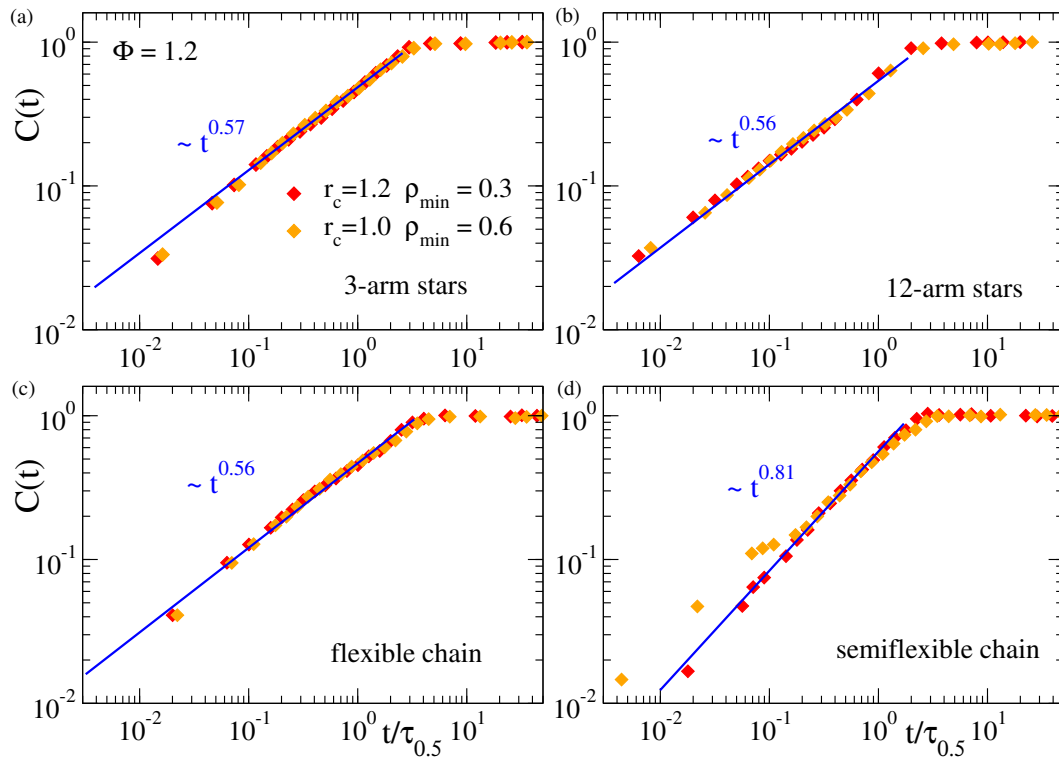 (a)
Φ = 1.2
C(t)
10^0
10^-1
10^-2
~ t^0.57
r_c=1.2 ρ_min = 0.3
r_c=1.0 ρ_min = 0.6
3-arm stars
10^-2 10^-1 10^0 10^1
(b)
10^0
10^-1
10^-2
~ t^0.56
12-arm stars
10^-2 10^-1 10^0 10^1
(c)
C(t)
10^0
10^-1
10^-2
~ t^0.56
flexible chain
10^-2 10^-1 10^0 t/τ_0.5 10^1
(d)
10^0
10^-1
10^-2
~ t^0.81
semiflexible chain
10^-2 10^-1 10^0 t/τ_0.5 10^1